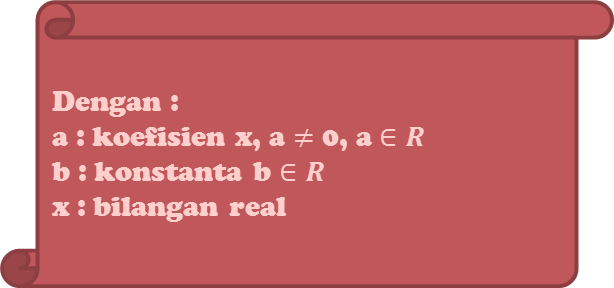 Dengan :
a : koefisien x, a ≠ 0, a ∈ R
b : konstanta b ∈ R
x : bilangan real